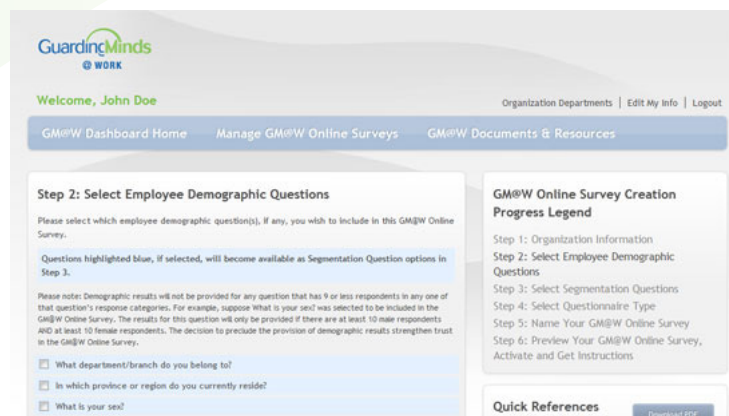 GuardingMinds
@ WORK
Welcome, John Doe
Organization Departments | Edit My Info | Logout
GM@W Dashboard Home Manage GM@W Online Surveys GM@W Documents & Resources
Step 2: Select Employee Demographic Questions
Please select which employee demographic question(s), if any, you wish to include in this GM@W Online
Survey.
Questions highlighted blue, if selected, will become available as Segmentation Question options in
Step 3.
Please note: Demographic results will not be provided for any question that has 9 or less respondents in any one of
that question's response categories. For example, suppose What is your sex? was selected to be included in the
GM@W Online Survey. The results for this question will only be provided if there are at least 10 male respondents
AND at least 10 female respondents. The decision to preclude the provision of demographic results strengthen trust
in the GM@W Online Survey.
What department/branch do you belong to?
In which province or region do you currently reside?
What is your sex?
GM@W Online Survey Creation
Progress Legend
Step 1: Organization Information
Step 2: Select Employee Demographic
Questions
Step 3: Select Segmentation Questions
Step 4: Select Questionnaire Type
Step 5: Name Your GM@W Online Survey
Step 6: Preview Your GM@W Online Survey,
Activate and Get Instructions
Quick References
Download PDF